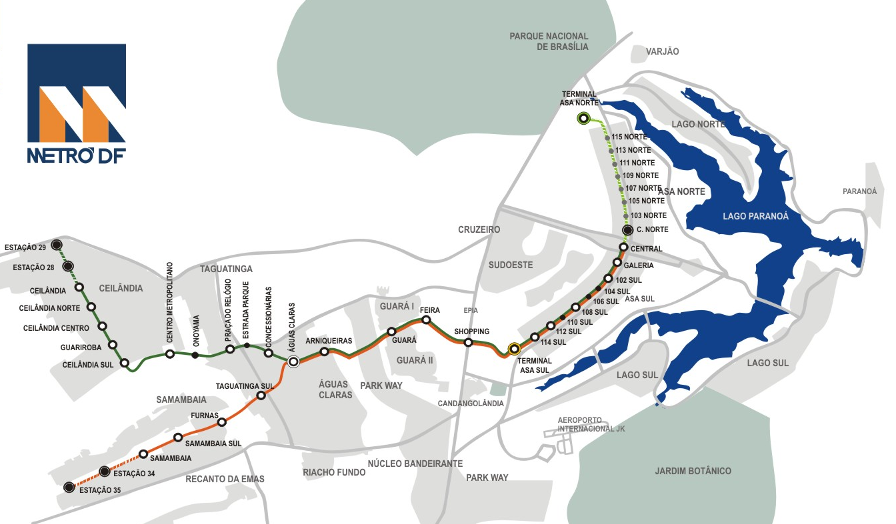 PARQUE NACIONAL
DE BRASÍLIA
VARJÃO
METRÔ DF
TERMINAL
ASA NORTE
LAGO NORTE
115 NORTE
113 NORTE
111 NORTE
109 NORTE
107 NORTE
ASA NORTE
105 NORTE
103 NORTE
C. NORTE
PARANOÁ
LAGO PARANOÁ
CRUZEIRO
SUDOESTE
CENTRAL
GALERIA
102 SUL
104 SUL
106 SUL
ASA SUL
108 SUL
110 SUL
112 SUL
114 SUL
TERMINAL
ASA SUL
ESTAÇÃO 29
ESTAÇÃO 28
CEILÂNDIA
CEILÂNDIA
CEILÂNDIA NORTE
CEILÂNDIA CENTRO
GUARIROBA
CEILÂNDIA SUL
TAGUATINGA
CENTRO METROPOLITANO
ONOYAMA
PRAÇA DO RELÓGIO
ESTRADA PARQUE
CONCESSIONÁRIAS
ÁGUAS CLARAS
ARNIQUEIRAS
GUARÁ I
GUARÁ
FEIRA
EPIA
SHOPPING
GUARÁ II
TAGUATINGA SUL
ÁGUAS
CLARAS
PARK WAY
CANDANGOLÂNDIA
LAGO SUL
LAGO SUL
SAMAMBAIA
FURNAS
SAMAMBAIA SUL
SAMAMBAIA
ESTAÇÃO 34
ESTAÇÃO 35
AEROPORTO
INTERNACIONAL JK
RECANTO DA EMAS
RIACHO FUNDO
NÚCLEO BANDEIRANTE
PARK WAY
JARDIM BOTÂNICO